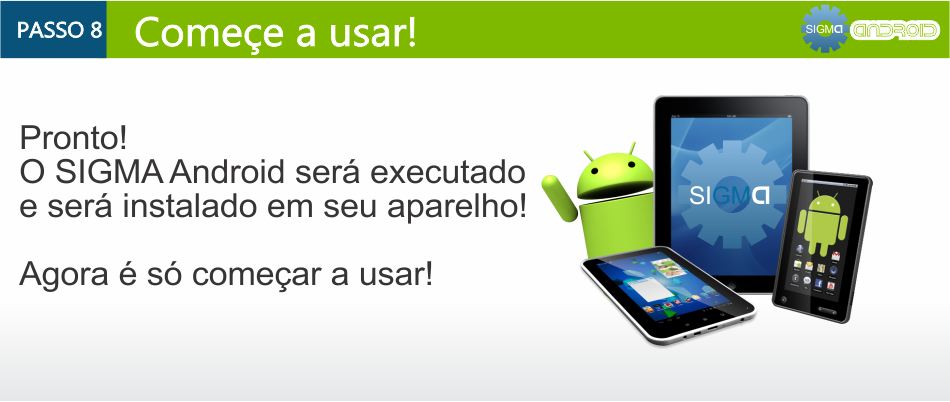 PASSO 8
Começe a usar!
SIGMA ANDROID
Pronto!
O SIGMA Android será executado
e será instalado em seu aparelho!
Agora é só começar a usar!
SIGMA